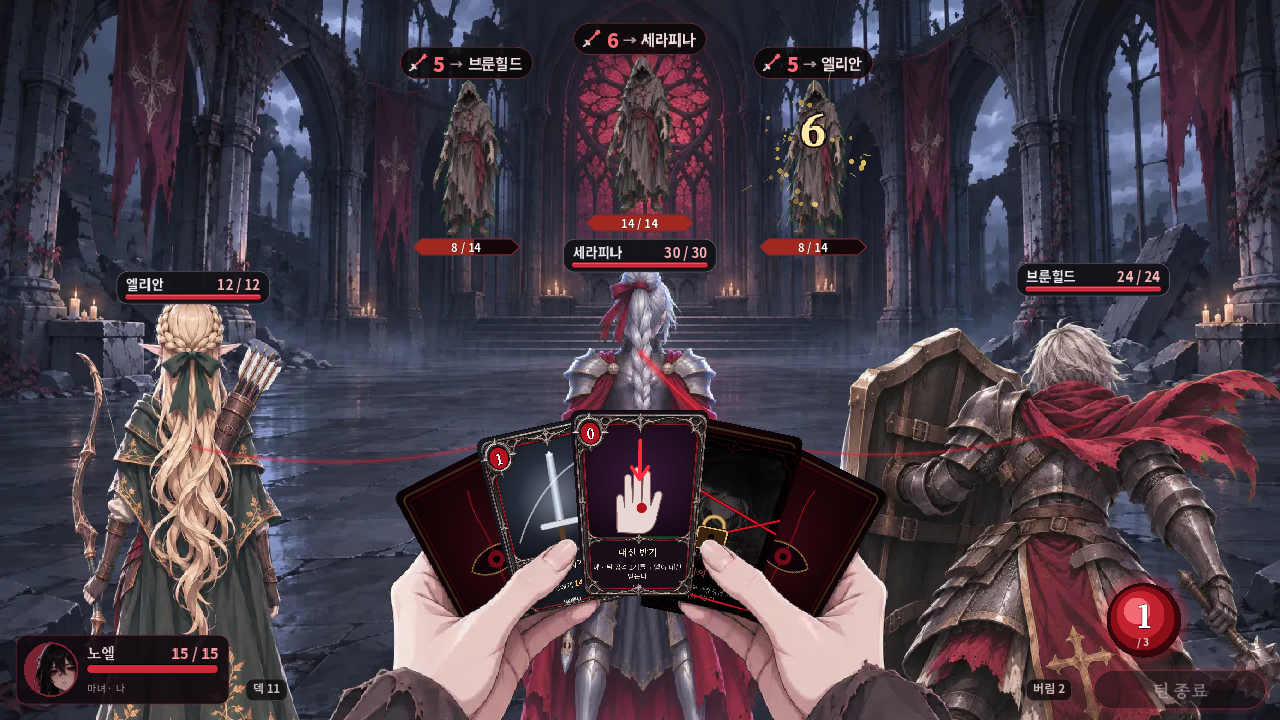 6 → 세라피나
5 → 브룬힐드
5 → 엘리안
6
14 / 14
8 / 14
8 / 14
세라피나 30 / 30
엘리안 12 / 12
브룬힐드 24 / 24
1
0
대신 받기
14
1
/ 3
노엘 15 / 15
마녀 · 나
덱 11
버림 2
턴 종료